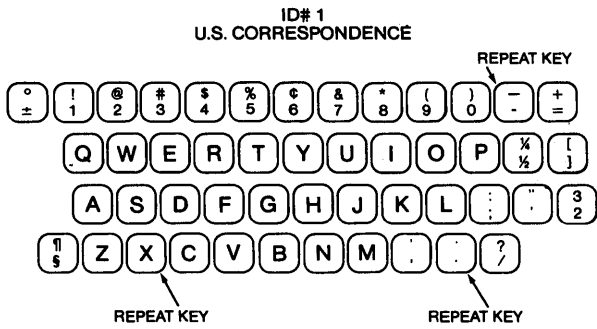 ID# 1
U.S. CORRESPONDENCE
REPEAT KEY
° ! @ # $ % ¢ & * ( ) — +
± 1 2 3 4 5 6 7 8 9 0 - =
Q W E R T Y U I O P ¼ [
½ ]
A S D F G H J K L : " 3
; ' 2
¶ Z X C V B N M , . ?
§ , . /
REPEAT KEY REPEAT KEY